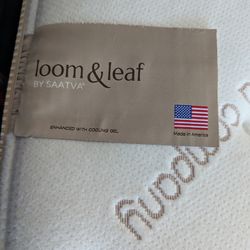 loom & leaf
BY SAATVA®
ENHANCED WITH COOLING GEL
Made in America